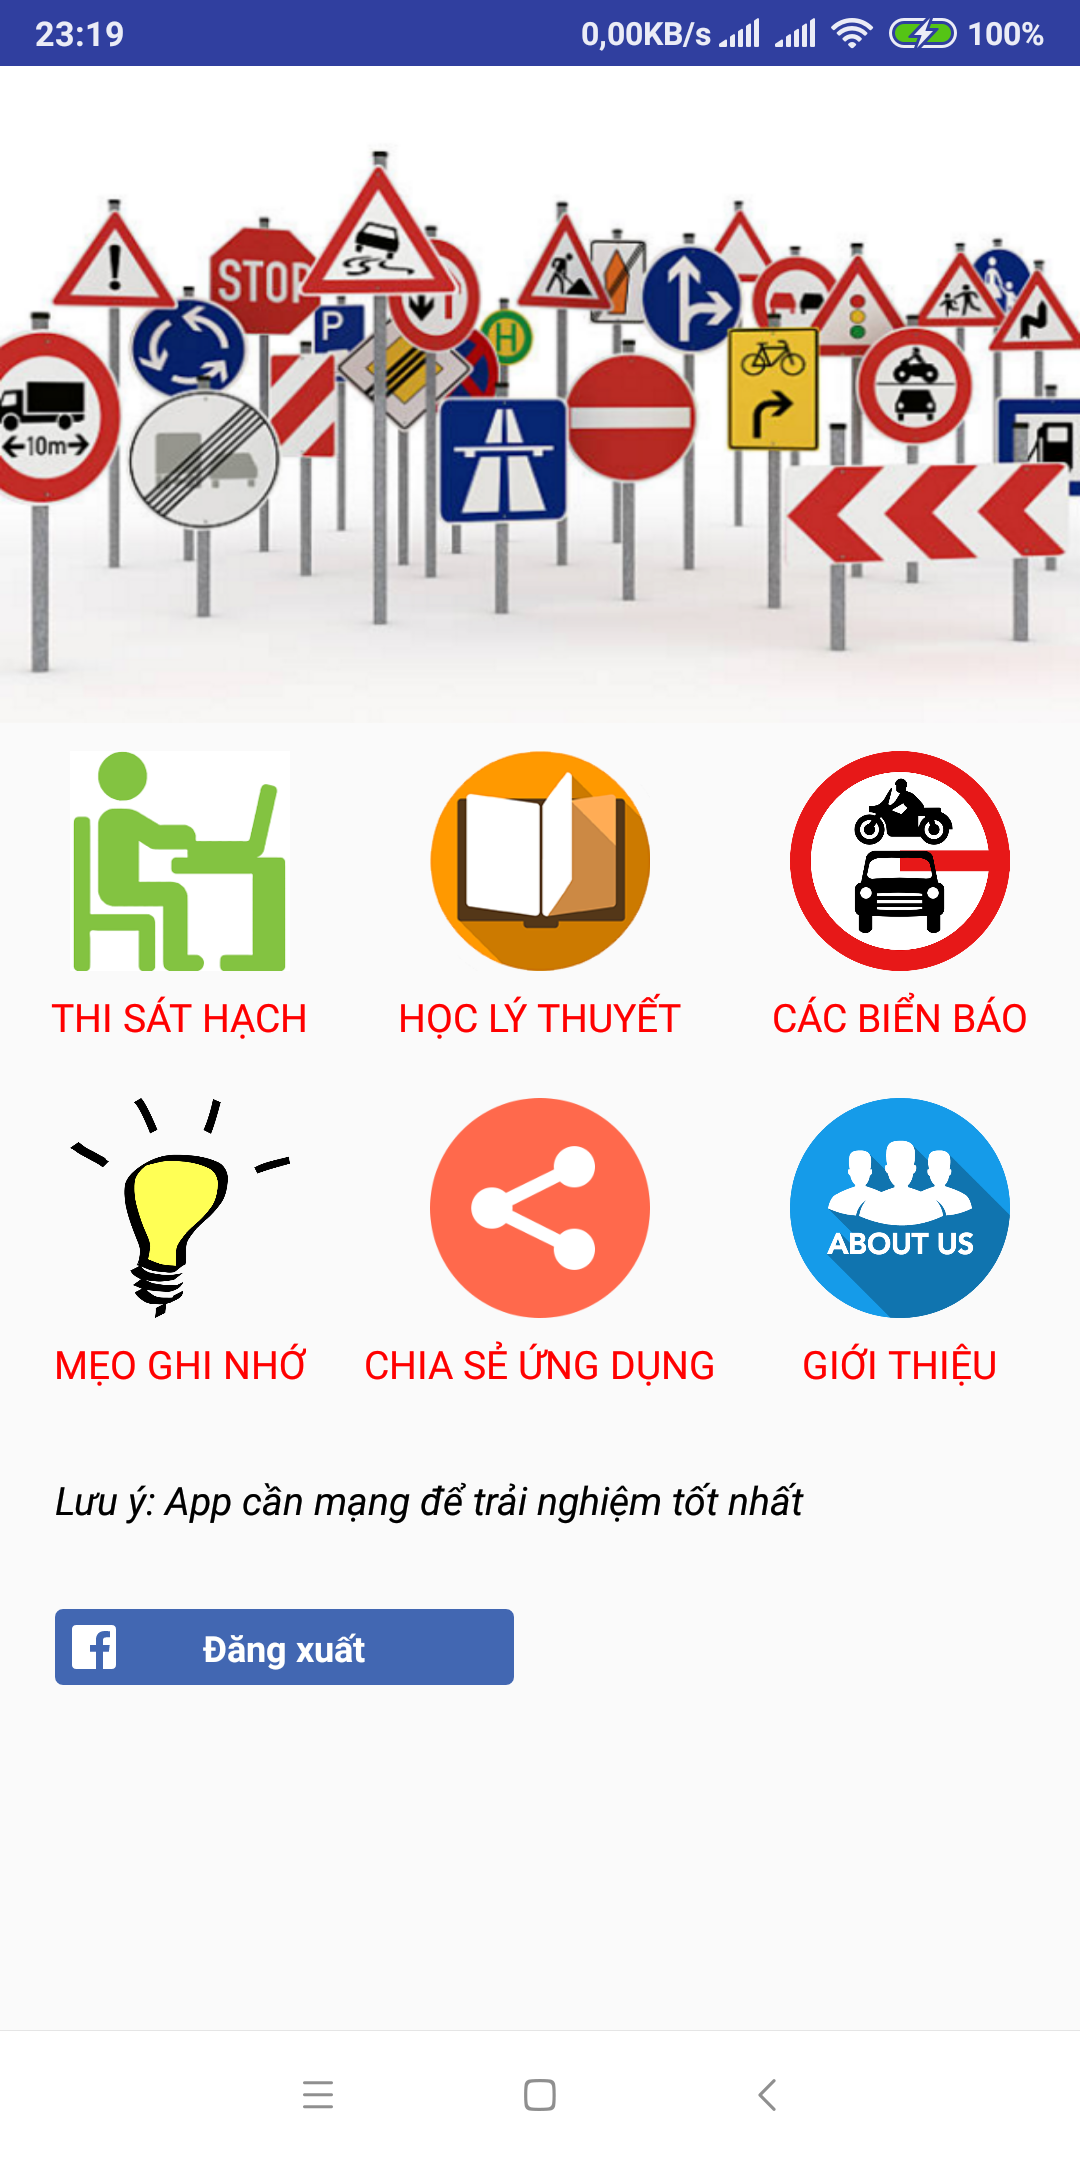 23:19 0,00KB/s 100%
STOP
P
H
←10m→
THI SÁT HẠCH
HỌC LÝ THUYẾT
CÁC BIỂN BÁO
ABOUT US
MẸO GHI NHỚ
CHIA SẺ ỨNG DỤNG
GIỚI THIỆU
Lưu ý: App cần mạng để trải nghiệm tốt nhất
Đăng xuất